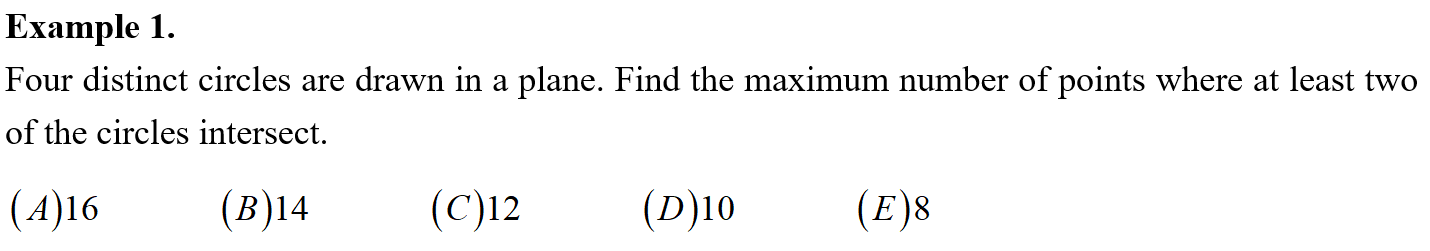 Example 1.
Four distinct circles are drawn in a plane. Find the maximum number of points where at least two
of the circles intersect.
(A)16 (B)14 (C)12 (D)10 (E)8